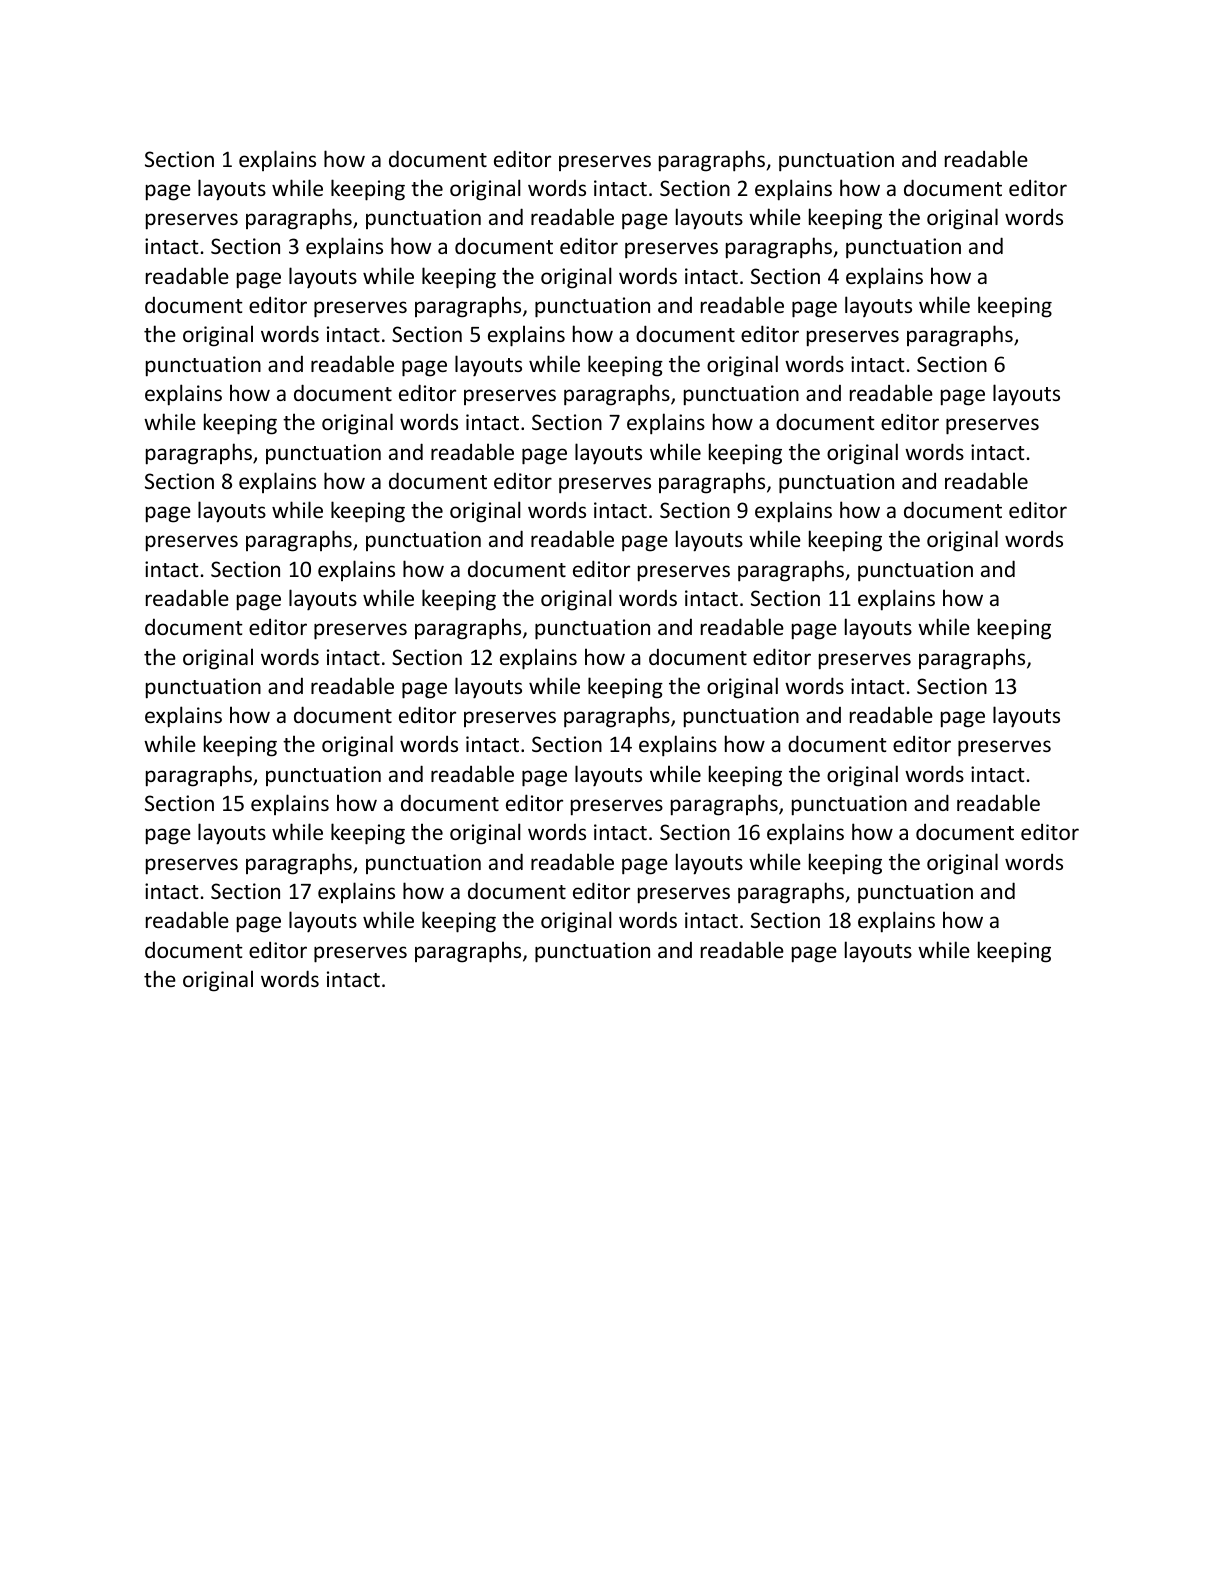 Section 1 explains how a document editor preserves paragraphs, punctuation and readable
page layouts while keeping the original words intact. Section 2 explains how a document editor
preserves paragraphs, punctuation and readable page layouts while keeping the original words
intact. Section 3 explains how a document editor preserves paragraphs, punctuation and
readable page layouts while keeping the original words intact. Section 4 explains how a
document editor preserves paragraphs, punctuation and readable page layouts while keeping
the original words intact. Section 5 explains how a document editor preserves paragraphs,
punctuation and readable page layouts while keeping the original words intact. Section 6
explains how a document editor preserves paragraphs, punctuation and readable page layouts
while keeping the original words intact. Section 7 explains how a document editor preserves
paragraphs, punctuation and readable page layouts while keeping the original words intact.
Section 8 explains how a document editor preserves paragraphs, punctuation and readable
page layouts while keeping the original words intact. Section 9 explains how a document editor
preserves paragraphs, punctuation and readable page layouts while keeping the original words
intact. Section 10 explains how a document editor preserves paragraphs, punctuation and
readable page layouts while keeping the original words intact. Section 11 explains how a
document editor preserves paragraphs, punctuation and readable page layouts while keeping
the original words intact. Section 12 explains how a document editor preserves paragraphs,
punctuation and readable page layouts while keeping the original words intact. Section 13
explains how a document editor preserves paragraphs, punctuation and readable page layouts
while keeping the original words intact. Section 14 explains how a document editor preserves
paragraphs, punctuation and readable page layouts while keeping the original words intact.
Section 15 explains how a document editor preserves paragraphs, punctuation and readable
page layouts while keeping the original words intact. Section 16 explains how a document editor
preserves paragraphs, punctuation and readable page layouts while keeping the original words
intact. Section 17 explains how a document editor preserves paragraphs, punctuation and
readable page layouts while keeping the original words intact. Section 18 explains how a
document editor preserves paragraphs, punctuation and readable page layouts while keeping
the original words intact.